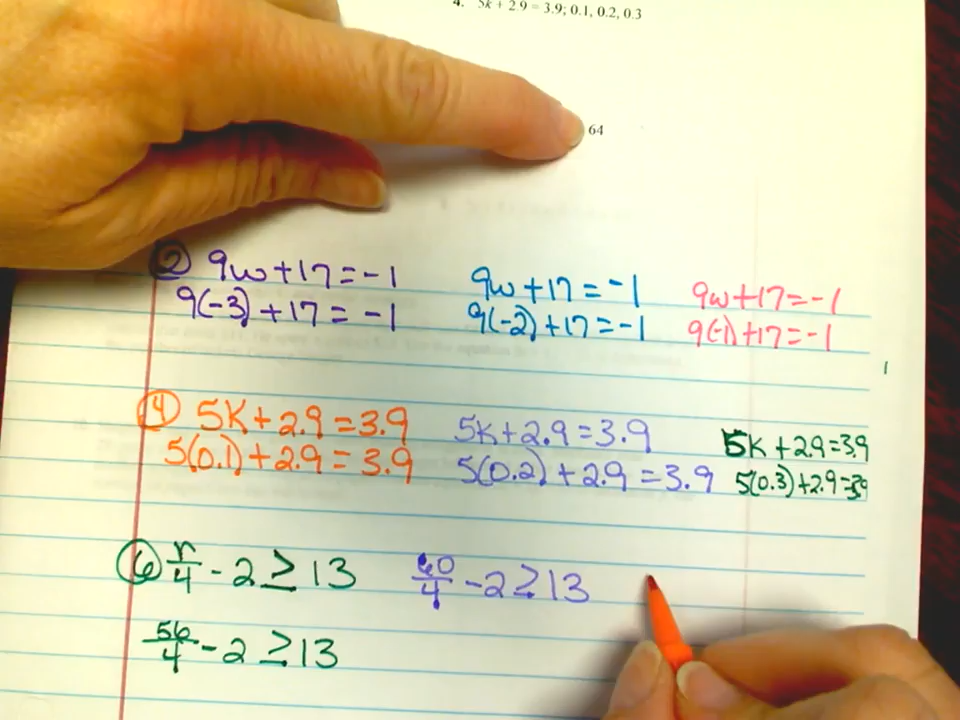 4. 5k + 2.9 = 3.9; 0.1, 0.2, 0.3
64
② 9w+17=-1 9w+17=-1 9w+17=-1
9(-3)+17=-1 9(-2)+17=-1 9(-1)+17=-1
④ 5K+2.9=3.9 5K+2.9=3.9 5K+2.9=3.9
5(0.1)+2.9=3.9 5(0.2)+2.9=3.9 5(0.3)+2.9=3.9
⑥ r/4-2≥13 60/4-2≥13
56/4-2≥13